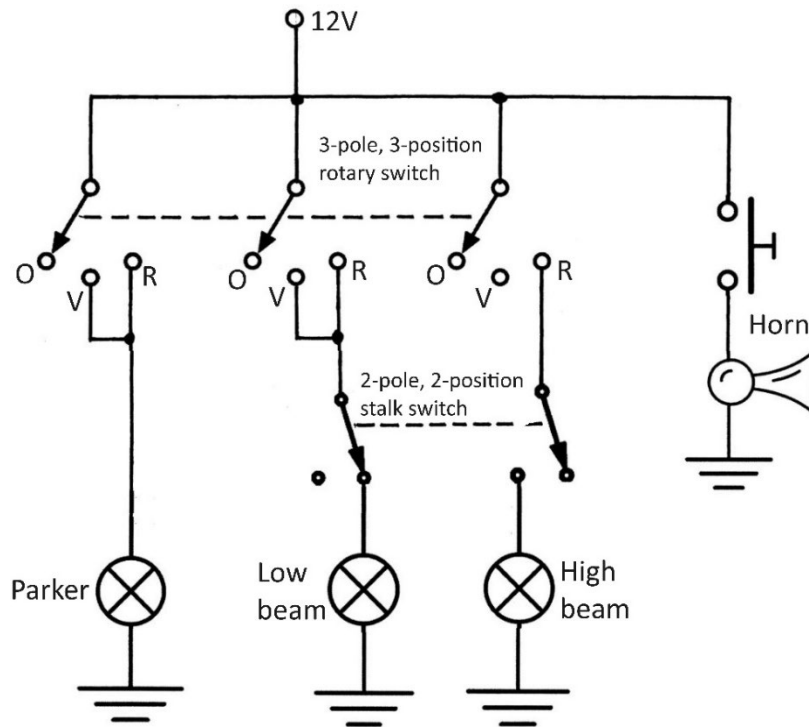 12V
3-pole, 3-position
rotary switch
O
V
R
O
V
R
O
V
R
Horn
2-pole, 2-position
stalk switch
Parker
Low
beam
High
beam